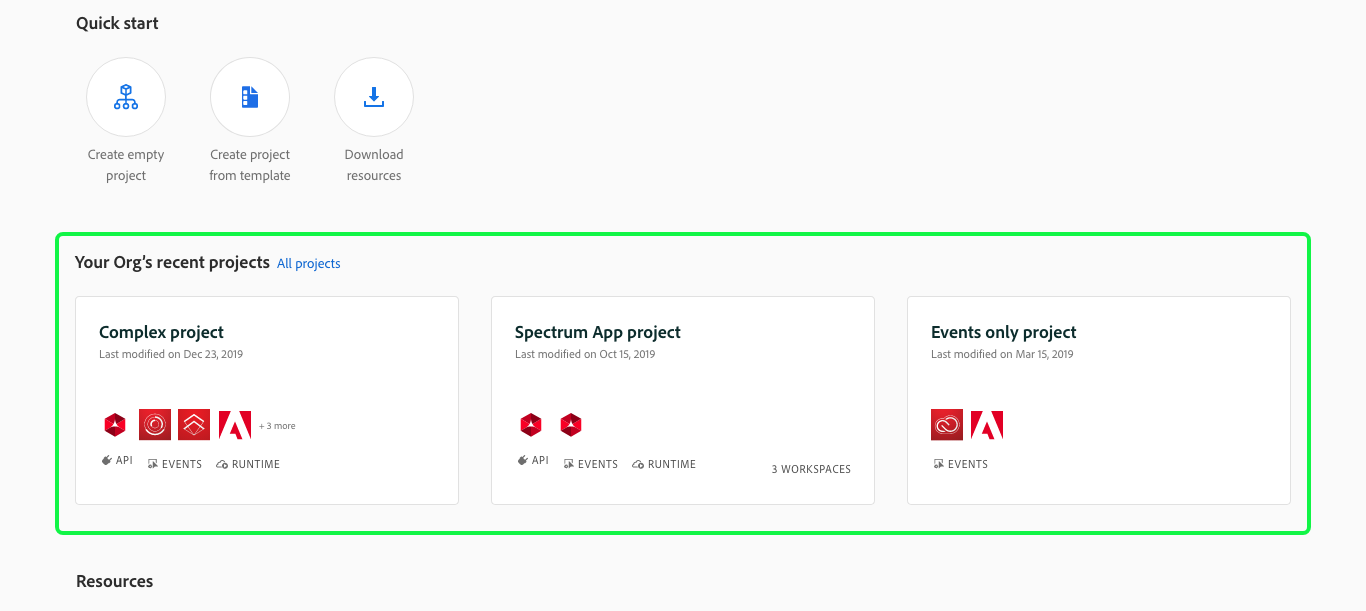 Quick start
Create empty
project
Create project
from template
Download
resources
Your Org's recent projects All projects
Complex project
Last modified on Dec 23, 2019
+ 3 more
API EVENTS RUNTIME
Spectrum App project
Last modified on Oct 15, 2019
API EVENTS RUNTIME 3 WORKSPACES
Events only project
Last modified on Mar 15, 2019
EVENTS
Resources